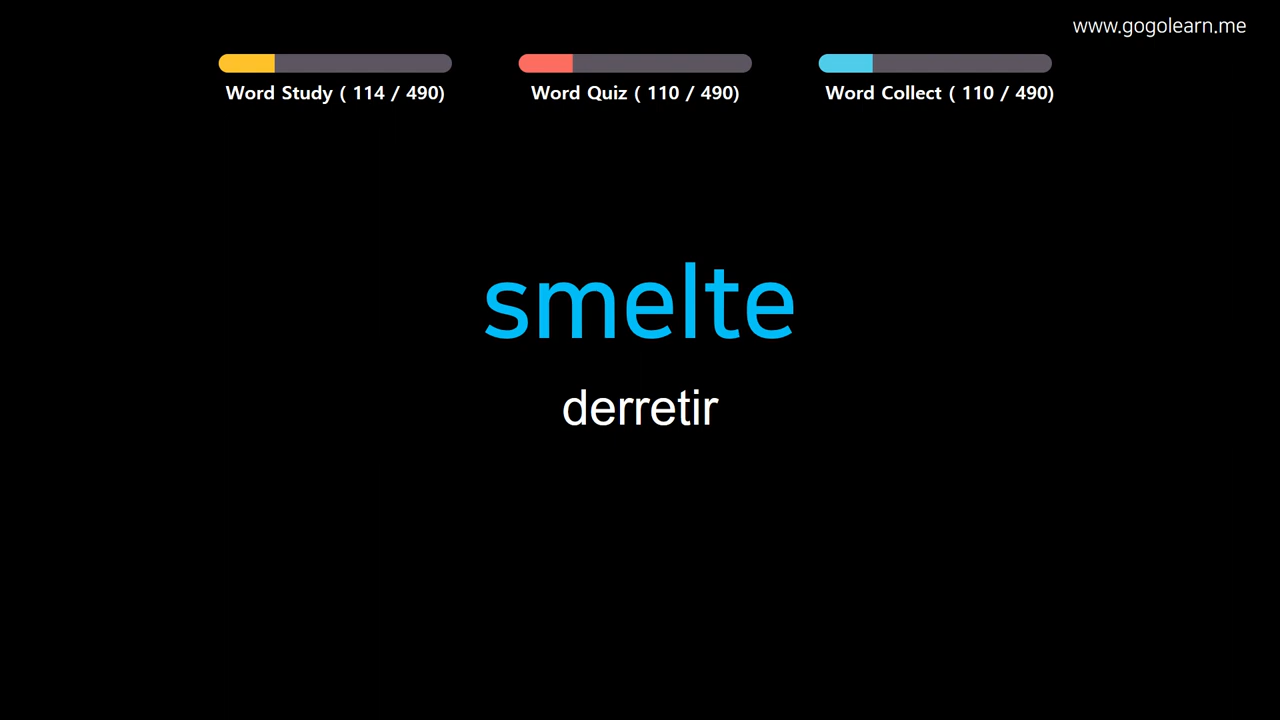 www.gogolearn.me
Word Study ( 114 / 490)
Word Quiz ( 110 / 490)
Word Collect ( 110 / 490)
smelte
derretir